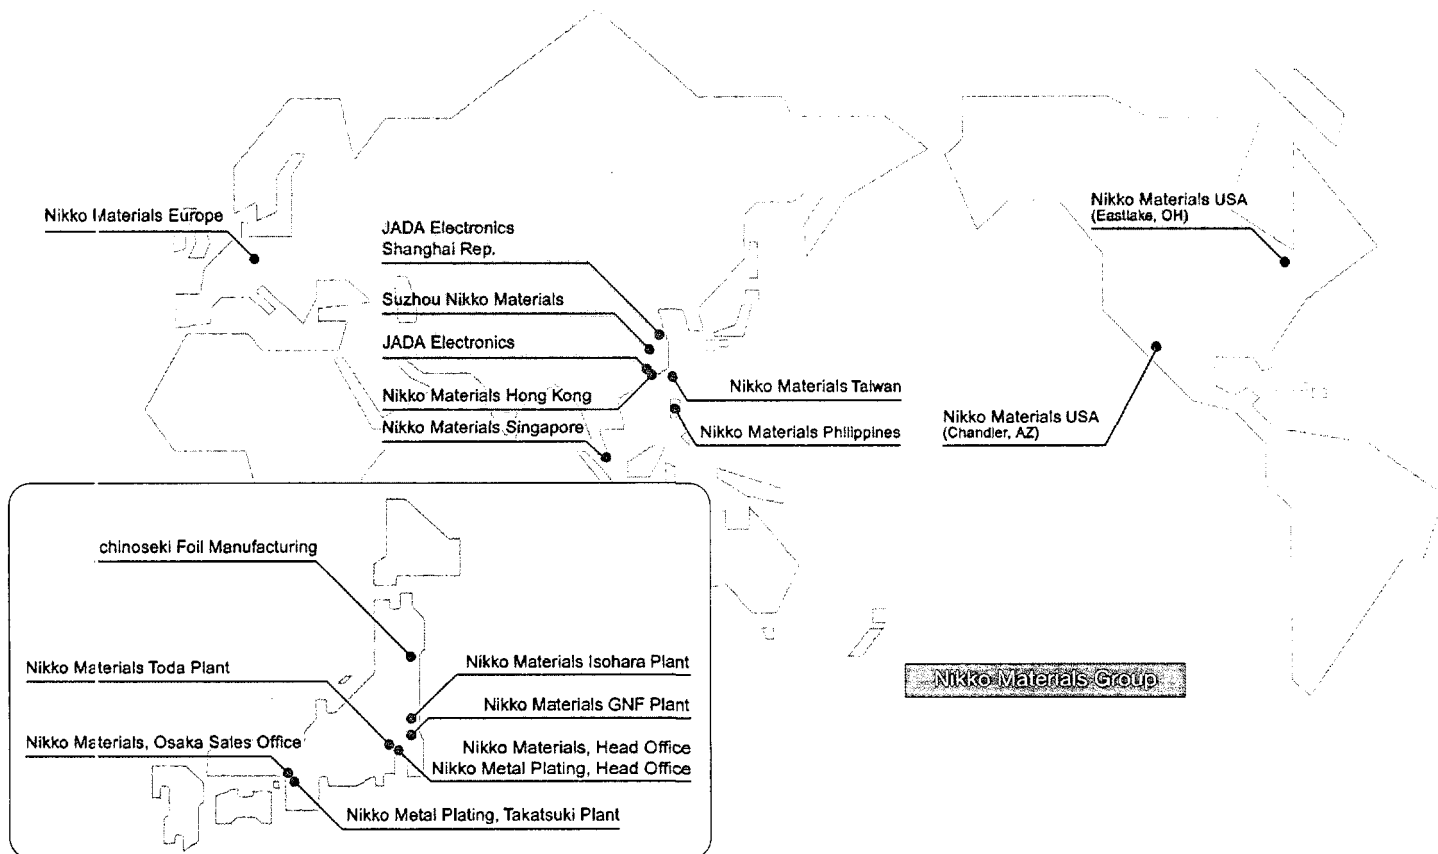 Nikko Materials Europe
JADA Electronics
Shanghai Rep.
Suzhou Nikko Materials
JADA Electronics
Nikko Materials Hong Kong
Nikko Materials Singapore
Nikko Materials Taiwan
Nikko Materials Philippines
Nikko Materials USA
(Eastlake, OH)
Nikko Materials USA
(Chandler, AZ)
chinoseki Foil Manufacturing
Nikko Materials Toda Plant
Nikko Materials, Osaka Sales Office
Nikko Materials Isohara Plant
Nikko Materials GNF Plant
Nikko Materials, Head Office
Nikko Metal Plating, Head Office
Nikko Metal Plating, Takatsuki Plant
Nikko Materials Group